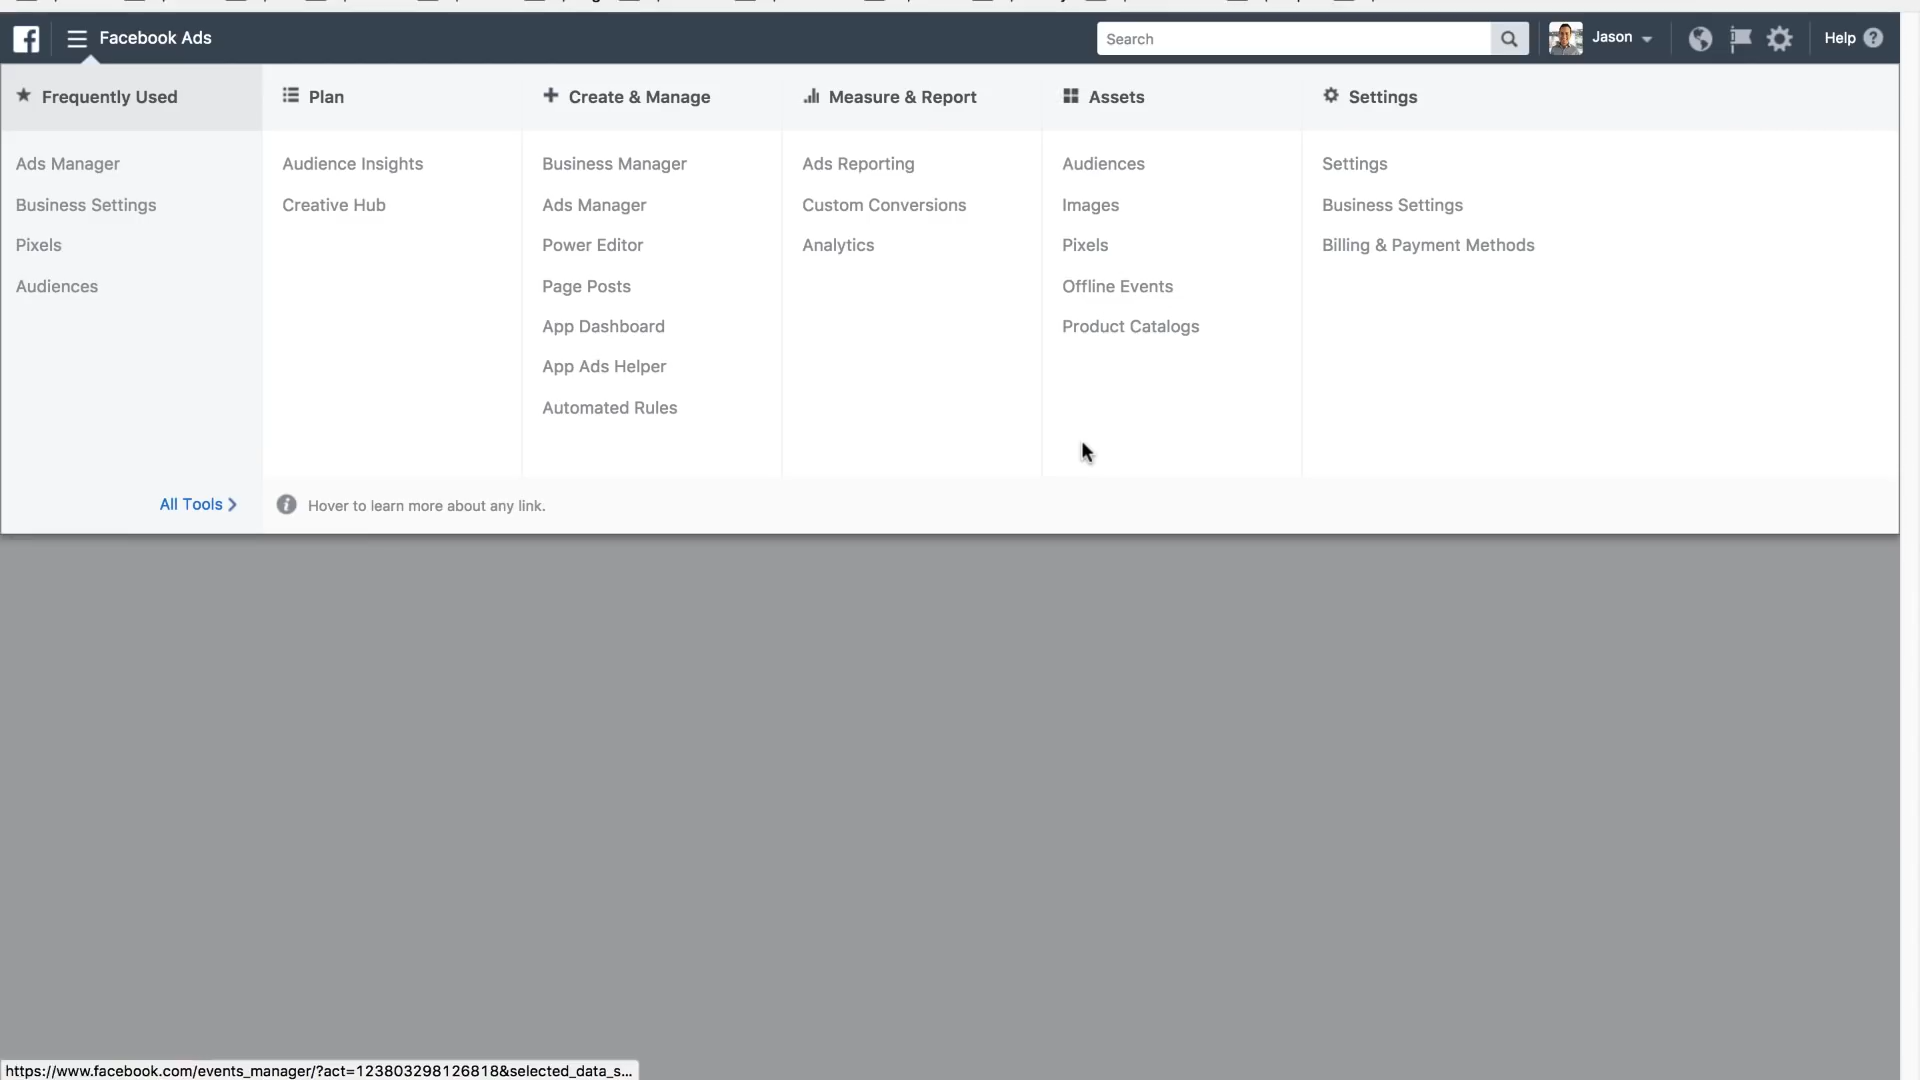 Facebook Ads
Search
Jason
Help
Frequently Used
Ads Manager
Business Settings
Pixels
Audiences
All Tools
Plan
Audience Insights
Creative Hub
Create & Manage
Business Manager
Ads Manager
Power Editor
Page Posts
App Dashboard
App Ads Helper
Automated Rules
Measure & Report
Ads Reporting
Custom Conversions
Analytics
Assets
Audiences
Images
Pixels
Offline Events
Product Catalogs
Settings
Settings
Business Settings
Billing & Payment Methods
Hover to learn more about any link.
https://www.facebook.com/events_manager/?act=123803298126818&selected_data_s...